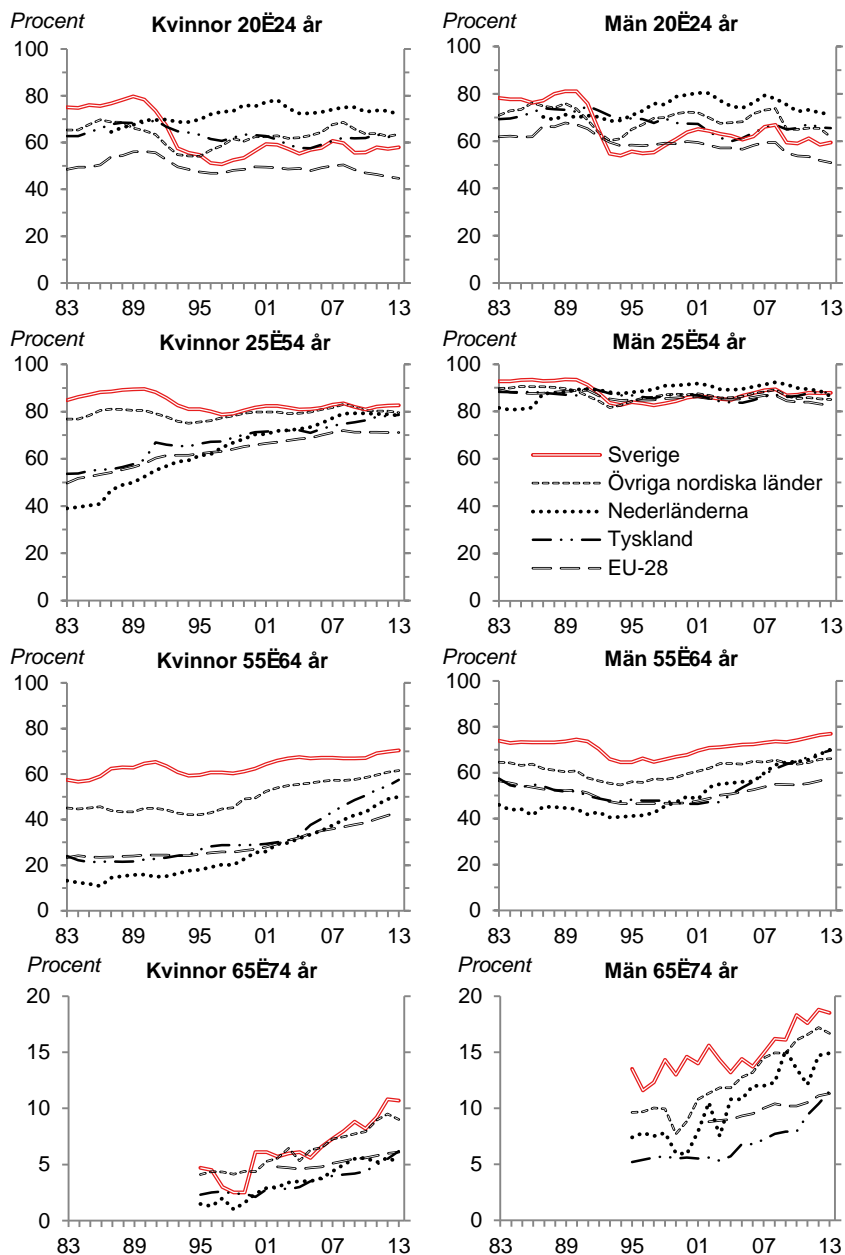 Procent
Kvinnor 20Ë24 år
100
80
60
40
20
0
83 89 95 01 07 13
Procent
Män 20Ë24 år
100
80
60
40
20
0
83 89 95 01 07 13
Procent
Kvinnor 25Ë54 år
100
80
60
40
20
0
83 89 95 01 07 13
Procent
Män 25Ë54 år
100
80
60
40
20
0
Sverige
Övriga nordiska länder
Nederländerna
Tyskland
EU-28
83 89 95 01 07 13
Procent
Kvinnor 55Ë64 år
100
80
60
40
20
0
83 89 95 01 07 13
Procent
Män 55Ë64 år
100
80
60
40
20
0
83 89 95 01 07 13
Procent
Kvinnor 65Ë74 år
20
15
10
5
0
83 89 95 01 07 13
Procent
Män 65Ë74 år
20
15
10
5
0
83 89 95 01 07 13